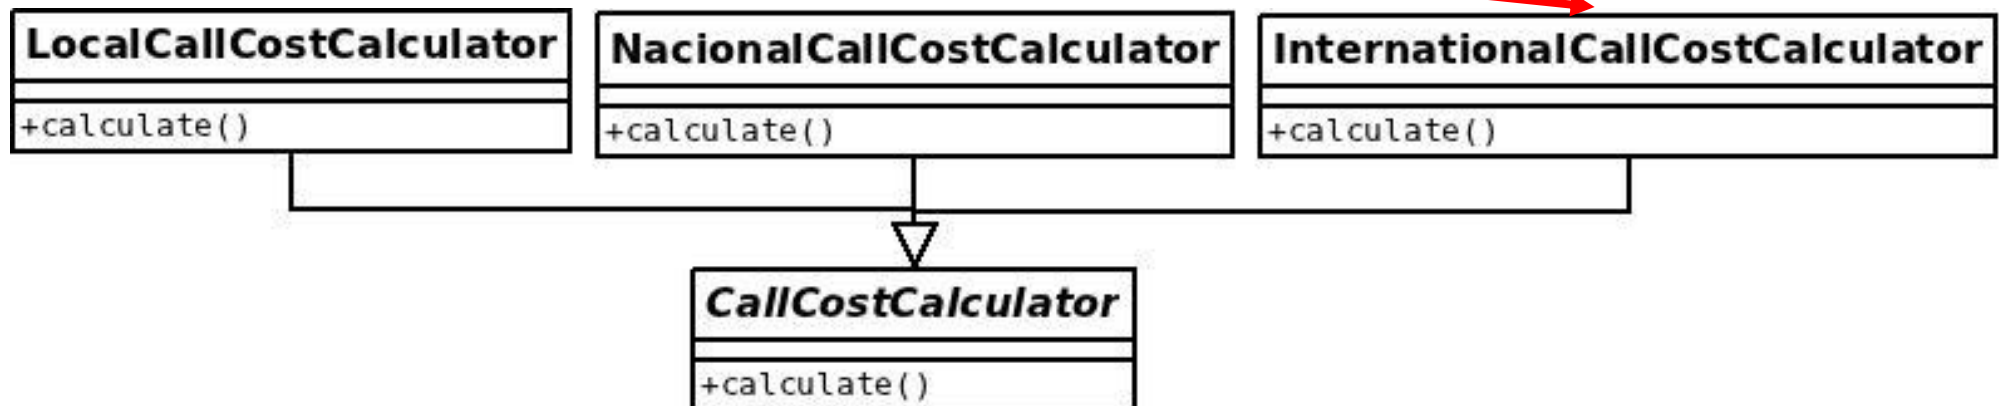 LocalCallCostCalculator
+calculate()
NacionalCallCostCalculator
+calculate()
InternationalCallCostCalculator
+calculate()
CallCostCalculator
+calculate()